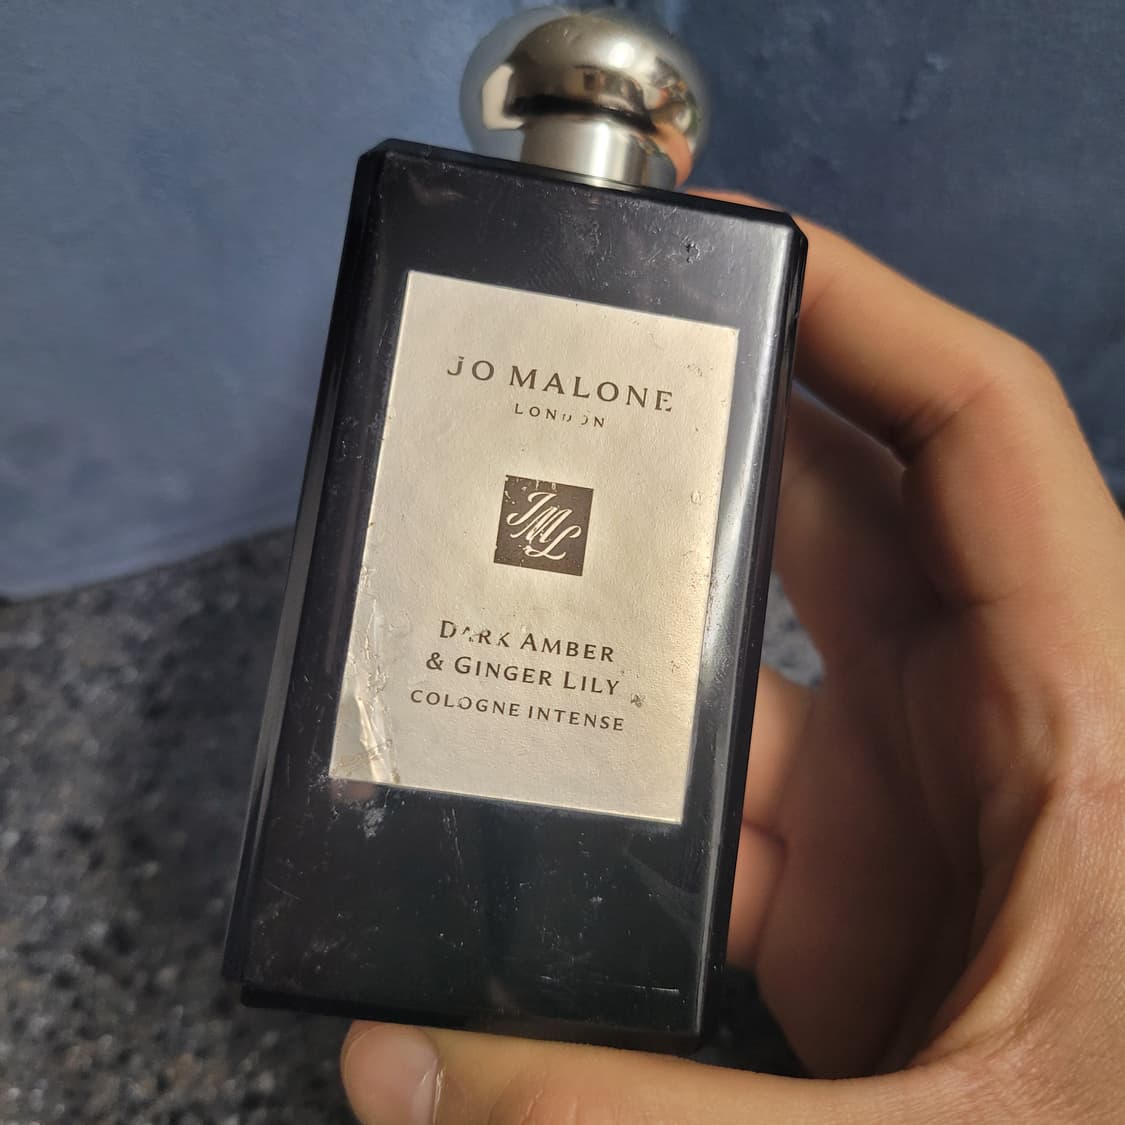 JO MALONE
LONDON
JML
DARK AMBER
& GINGER LILY
COLOGNE INTENSE